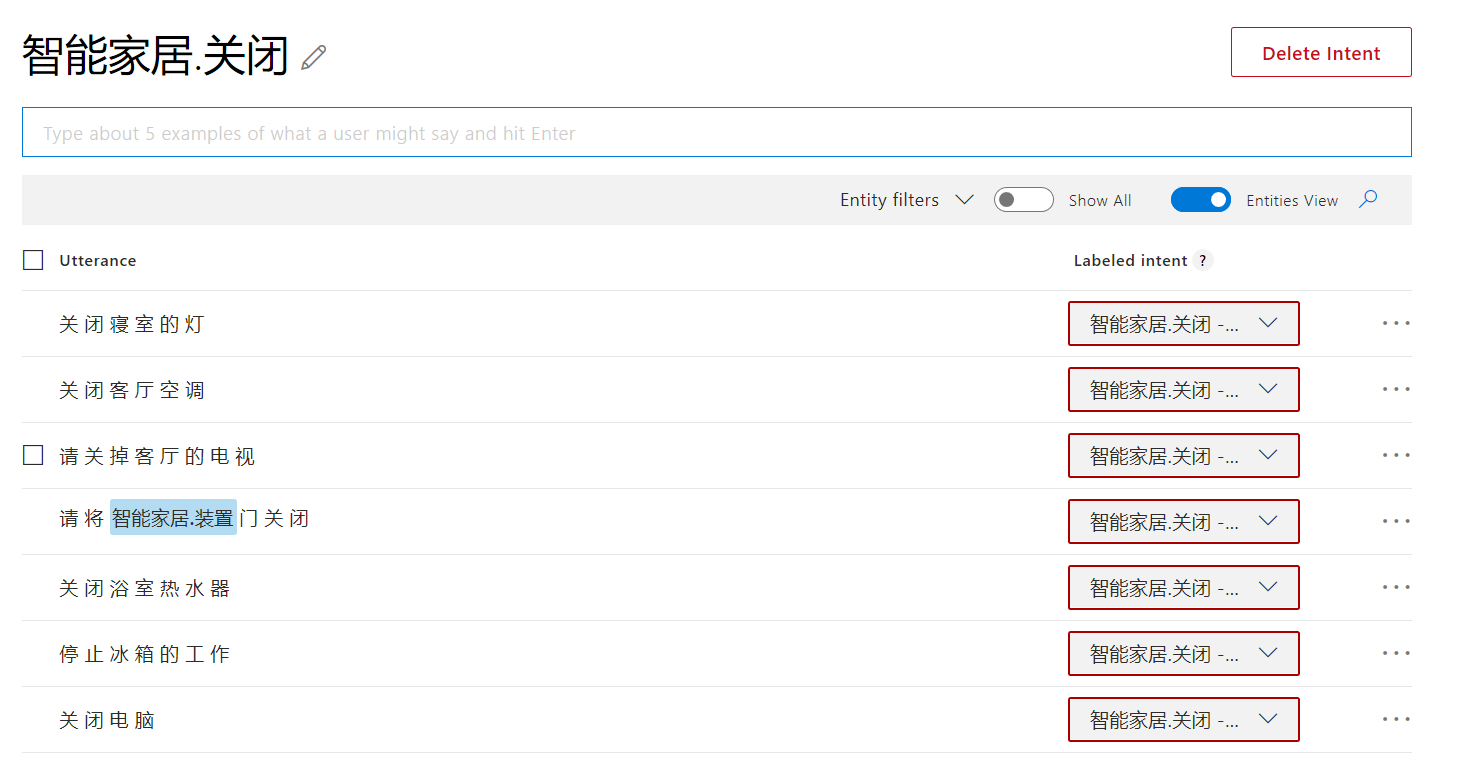 智能家居.关闭
Delete Intent
Type about 5 examples of what a user might say and hit Enter
Entity filters Show All Entities View
Utterance Labeled intent ?
关闭寝室的灯 智能家居.关闭 -...
关闭客厅空调 智能家居.关闭 -...
请关掉客厅的电视 智能家居.关闭 -...
请将 智能家居.装置 门关闭 智能家居.关闭 -...
关闭浴室热水器 智能家居.关闭 -...
停止冰箱的工作 智能家居.关闭 -...
关闭电脑 智能家居.关闭 -...